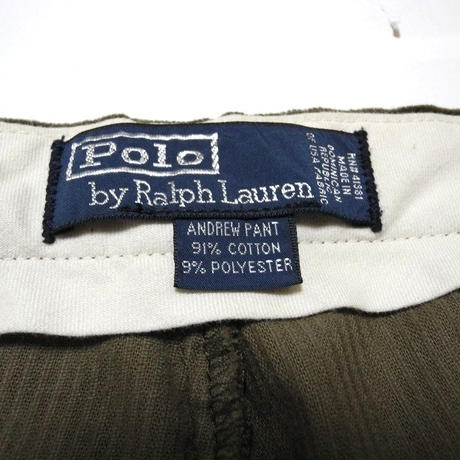 Polo
by Ralph Lauren
RN# 41381
MADE IN
DOMINICAN
REPUBLIC
OF USA FABRIC
ANDREW PANT
91% COTTON
9% POLYESTER